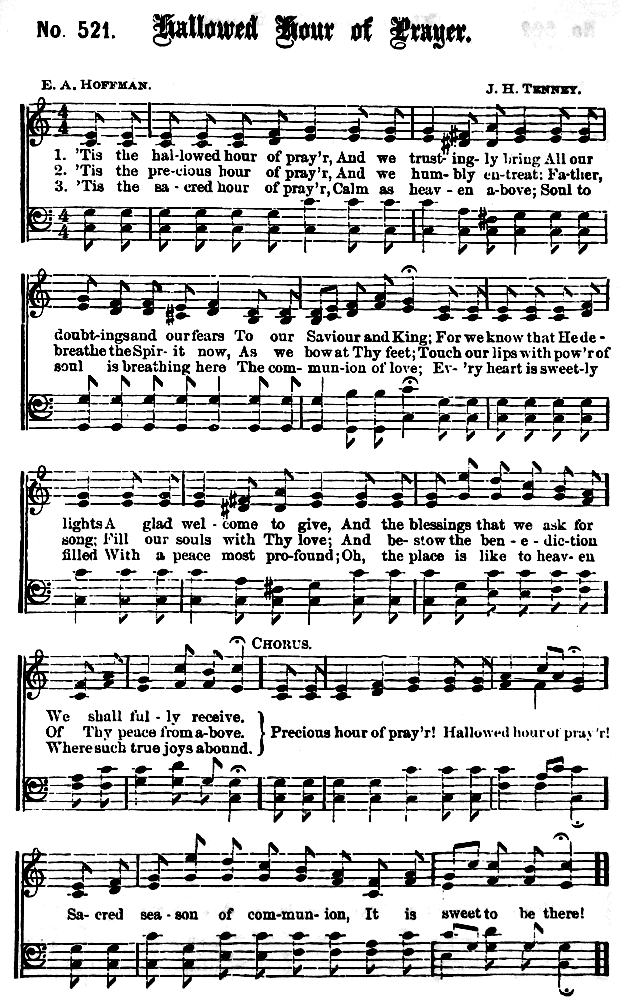 No. 521. Hallowed Hour of Prayer.
E. A. HOFFMAN. J. H. TENNEY.
1. 'Tis the hal-lowed hour of pray'r, And we trust-ing-ly bring All our
2. 'Tis the pre-cious hour of pray'r, And we hum-bly en-treat: Fa-ther,
3. 'Tis the sa-cred hour of pray'r, Calm as heav-en a-bove; Soul to
doubt-ings and our fears To our Saviour and King; For we know that He de-
breathe the Spir-it now, As we bow at Thy feet; Touch our lips with pow'r of
soul is breathing here The com-mun-ion of love; Ev-'ry heart is sweet-ly
lights A glad wel-come to give, And the blessings that we ask for
song; Fill our souls with Thy love; And be-stow the ben-e-diction
filled With a peace most pro-found; Oh, the place is like to heav-en
CHORUS.
We shall ful-ly receive.
Of Thy peace from a-bove.
Where such true joys abound.
Precious hour of pray'r! Hallowed hour of pray'r!
Sa-cred sea-son of com-mun-ion, It is sweet to be there!